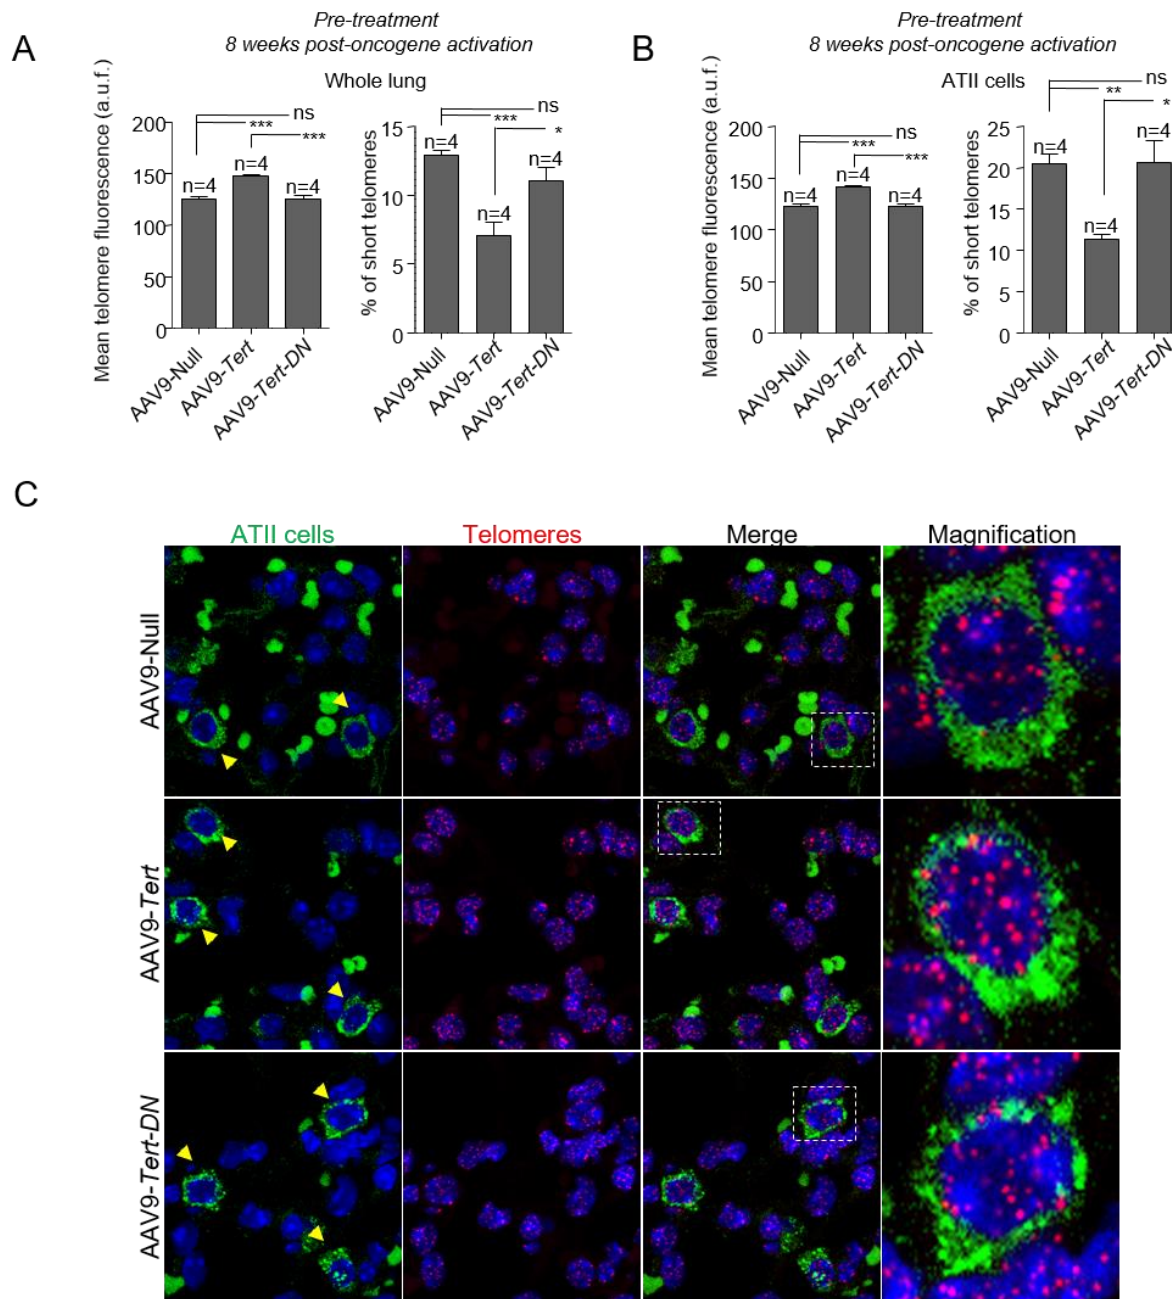 A
Pre-treatment
8 weeks post-oncogene activation
Whole lung
Mean telomere fluorescence (a.u.f.)
200
150
100
50
0
ns
***
***
n=4
n=4
n=4
AAV9-Null
AAV9-Tert
AAV9-Tert-DN
% of short telomeres
15
10
5
0
ns
***
*
n=4
n=4
n=4
AAV9-Null
AAV9-Tert
AAV9-Tert-DN
B
Pre-treatment
8 weeks post-oncogene activation
ATII cells
Mean telomere fluorescence (a.u.f.)
200
150
100
50
0
ns
***
***
n=4
n=4
n=4
AAV9-Null
AAV9-Tert
AAV9-Tert-DN
% of short telomeres
25
20
15
10
5
0
ns
**
*
n=4
n=4
n=4
AAV9-Null
AAV9-Tert
AAV9-Tert-DN
C
ATII cells
Telomeres
Merge
Magnification
AAV9-Null
AAV9-Tert
AAV9-Tert-DN